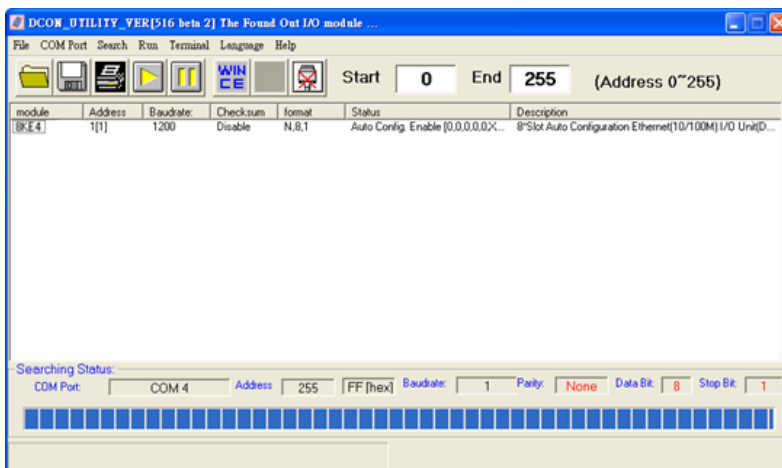 DCON_UTILITY_VER[516 beta 2] The Found Out I/O module ...
File COM Port Search Run Terminal Language Help
WIN CE Start 0 End 255 (Address 0~255)
module Address Baudrate: Checksum format Status Description
8KE4 1[1] 1200 Disable N,8,1 Auto Config. Enable [0,0,0,0,0,X... 8*Slot Auto Configuration Ethernet(10/100M) I/O Unit(D...
Searching Status:
COM Port: COM 4 Address 255 FF [hex] Baudrate: 1 Parity: None Data Bit: 8 Stop Bit: 1